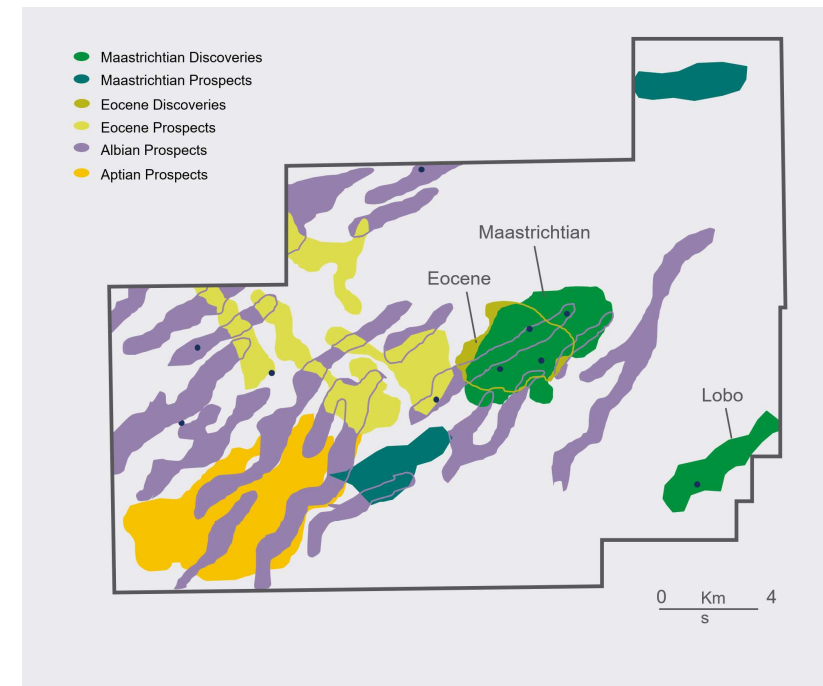 Maastrichtian Discoveries
Maastrichtian Prospects
Eocene Discoveries
Eocene Prospects
Albian Prospects
Aptian Prospects
Maastrichtian
Eocene
Lobo
0 Km 4
s